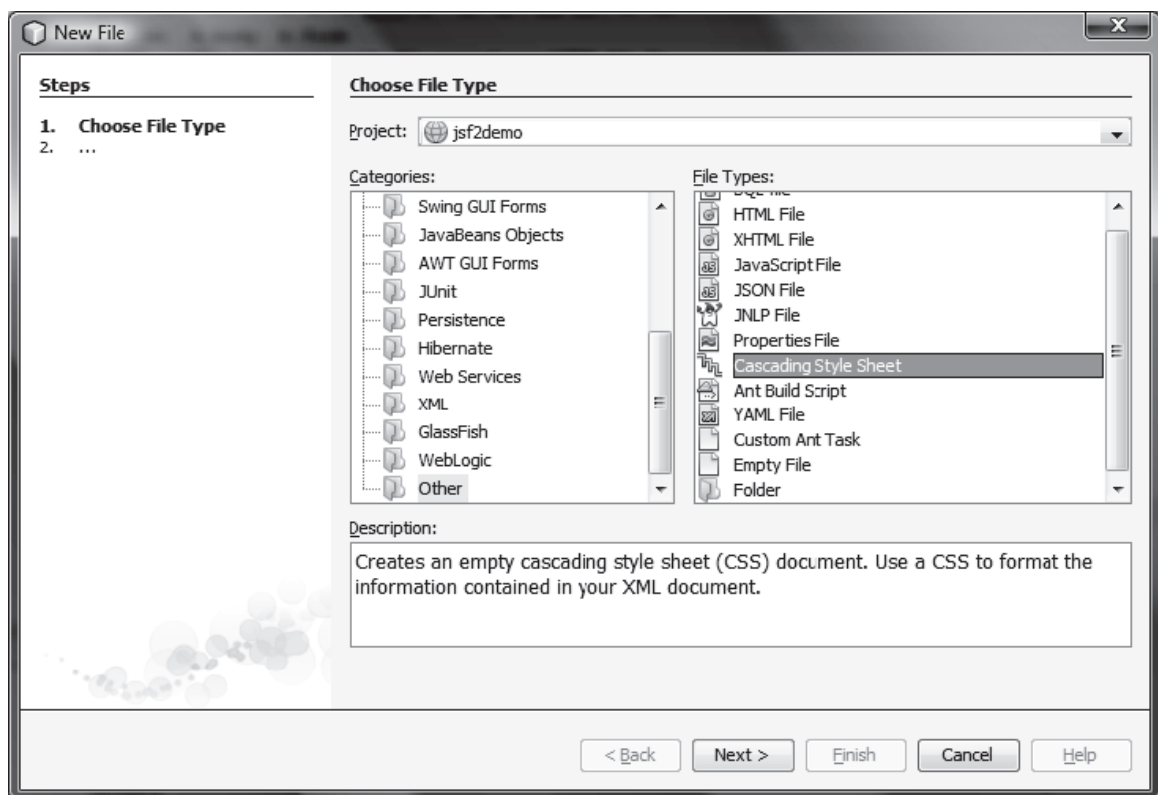 New File
Steps
1. Choose File Type
2. ...
Choose File Type
Project: jsf2demo
Categories:
Swing GUI Forms
JavaBeans Objects
AWT GUI Forms
JUnit
Persistence
Hibernate
Web Services
XML
GlassFish
WebLogic
Other
File Types:
HTML File
XHTML File
JavaScript File
JSON File
JNLP File
Properties File
Cascading Style Sheet
Ant Build Script
YAML File
Custom Ant Task
Empty File
Folder
Description:
Creates an empty cascading style sheet (CSS) document. Use a CSS to format the
information contained in your XML document.
< Back Next > Finish Cancel Help